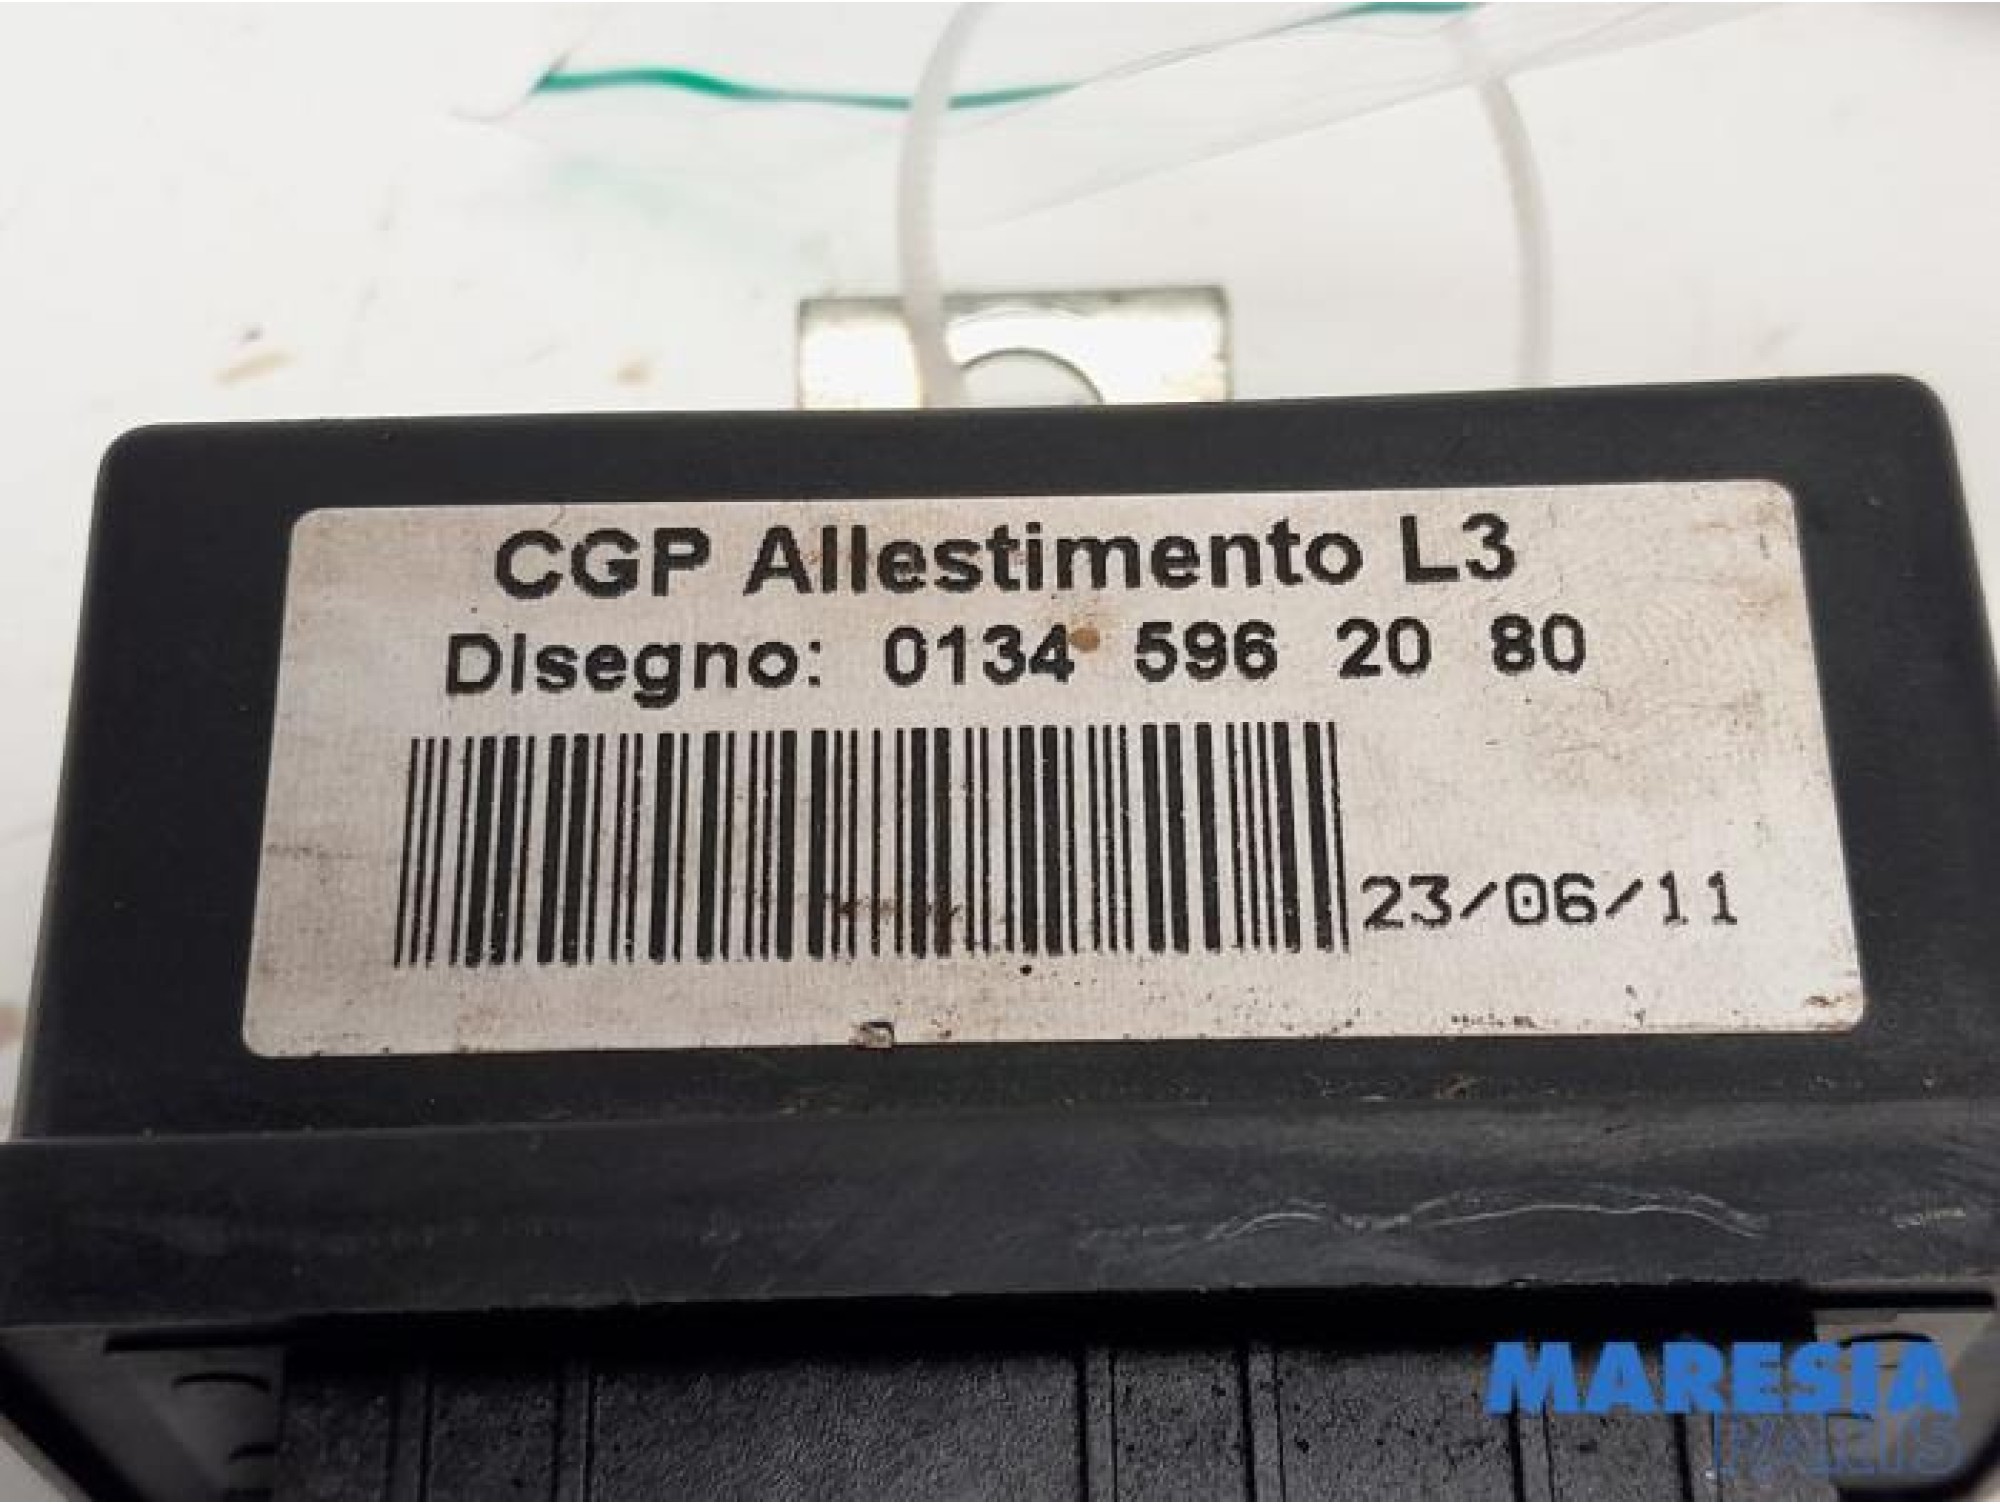 CGP Allestimento L3
Disegno: 0134 596 20 80
23/06/11
MARESIA
PARTS